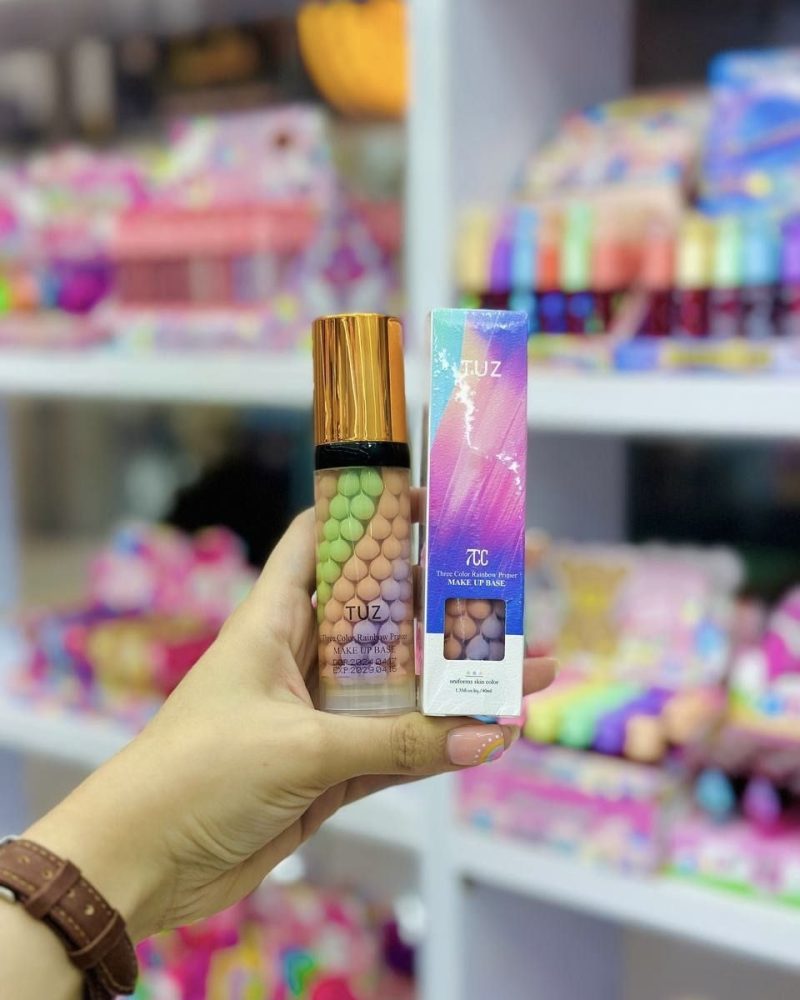 TUZ
Three Color Rainbow Primer
MAKE UP BASE
EXP 2029 04 15
TUZ
7CC
Three Color Rainbow Primer
MAKE UP BASE